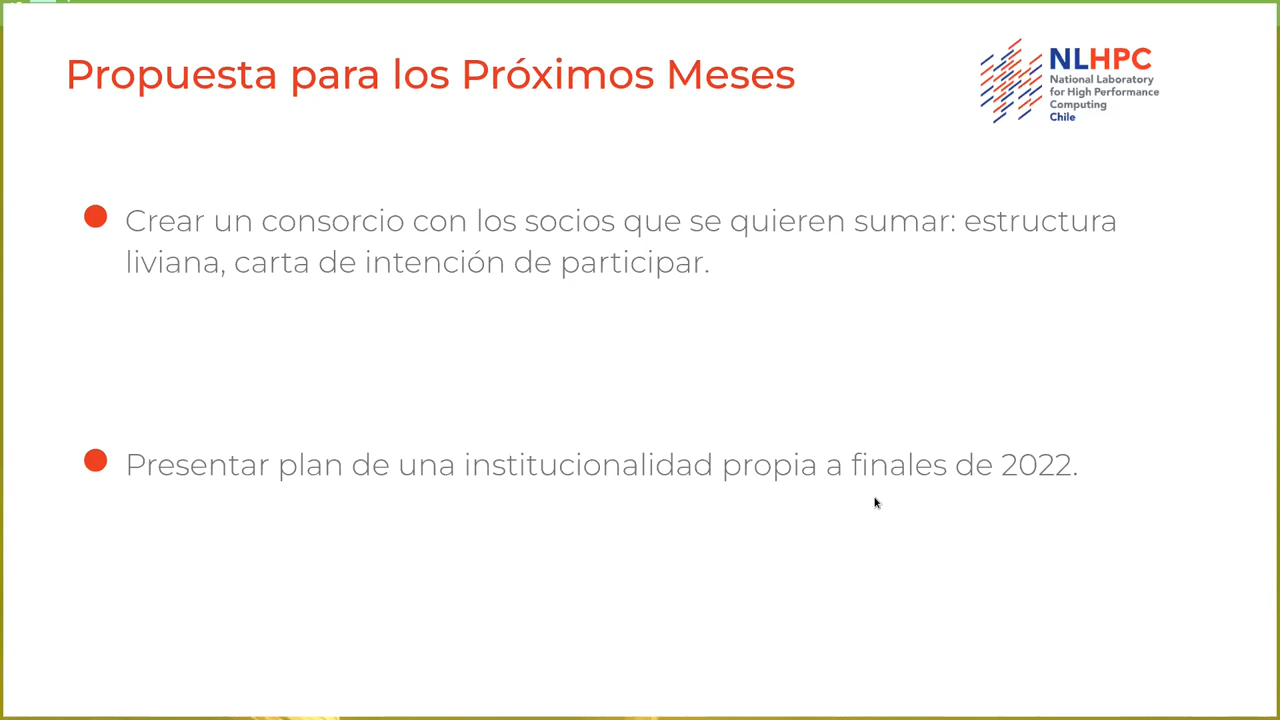 Propuesta para los Próximos Meses
NLHPC
National Laboratory
for High Performance
Computing
Chile
Crear un consorcio con los socios que se quieren sumar: estructura
liviana, carta de intención de participar.
Presentar plan de una institucionalidad propia a finales de 2022.